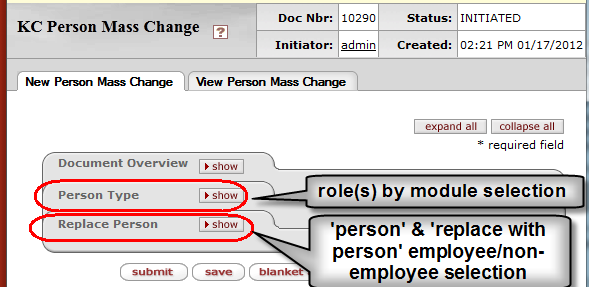 KC Person Mass Change ?
Doc Nbr: 10290 Status: INITIATED
Initiator: admin Created: 02:21 PM 01/17/2012
New Person Mass Change View Person Mass Change
expand all collapse all
* required field
Document Overview show
Person Type show
role(s) by module selection
Replace Person show
'person' & 'replace with
person' employee/non-
employee selection
submit save blanket